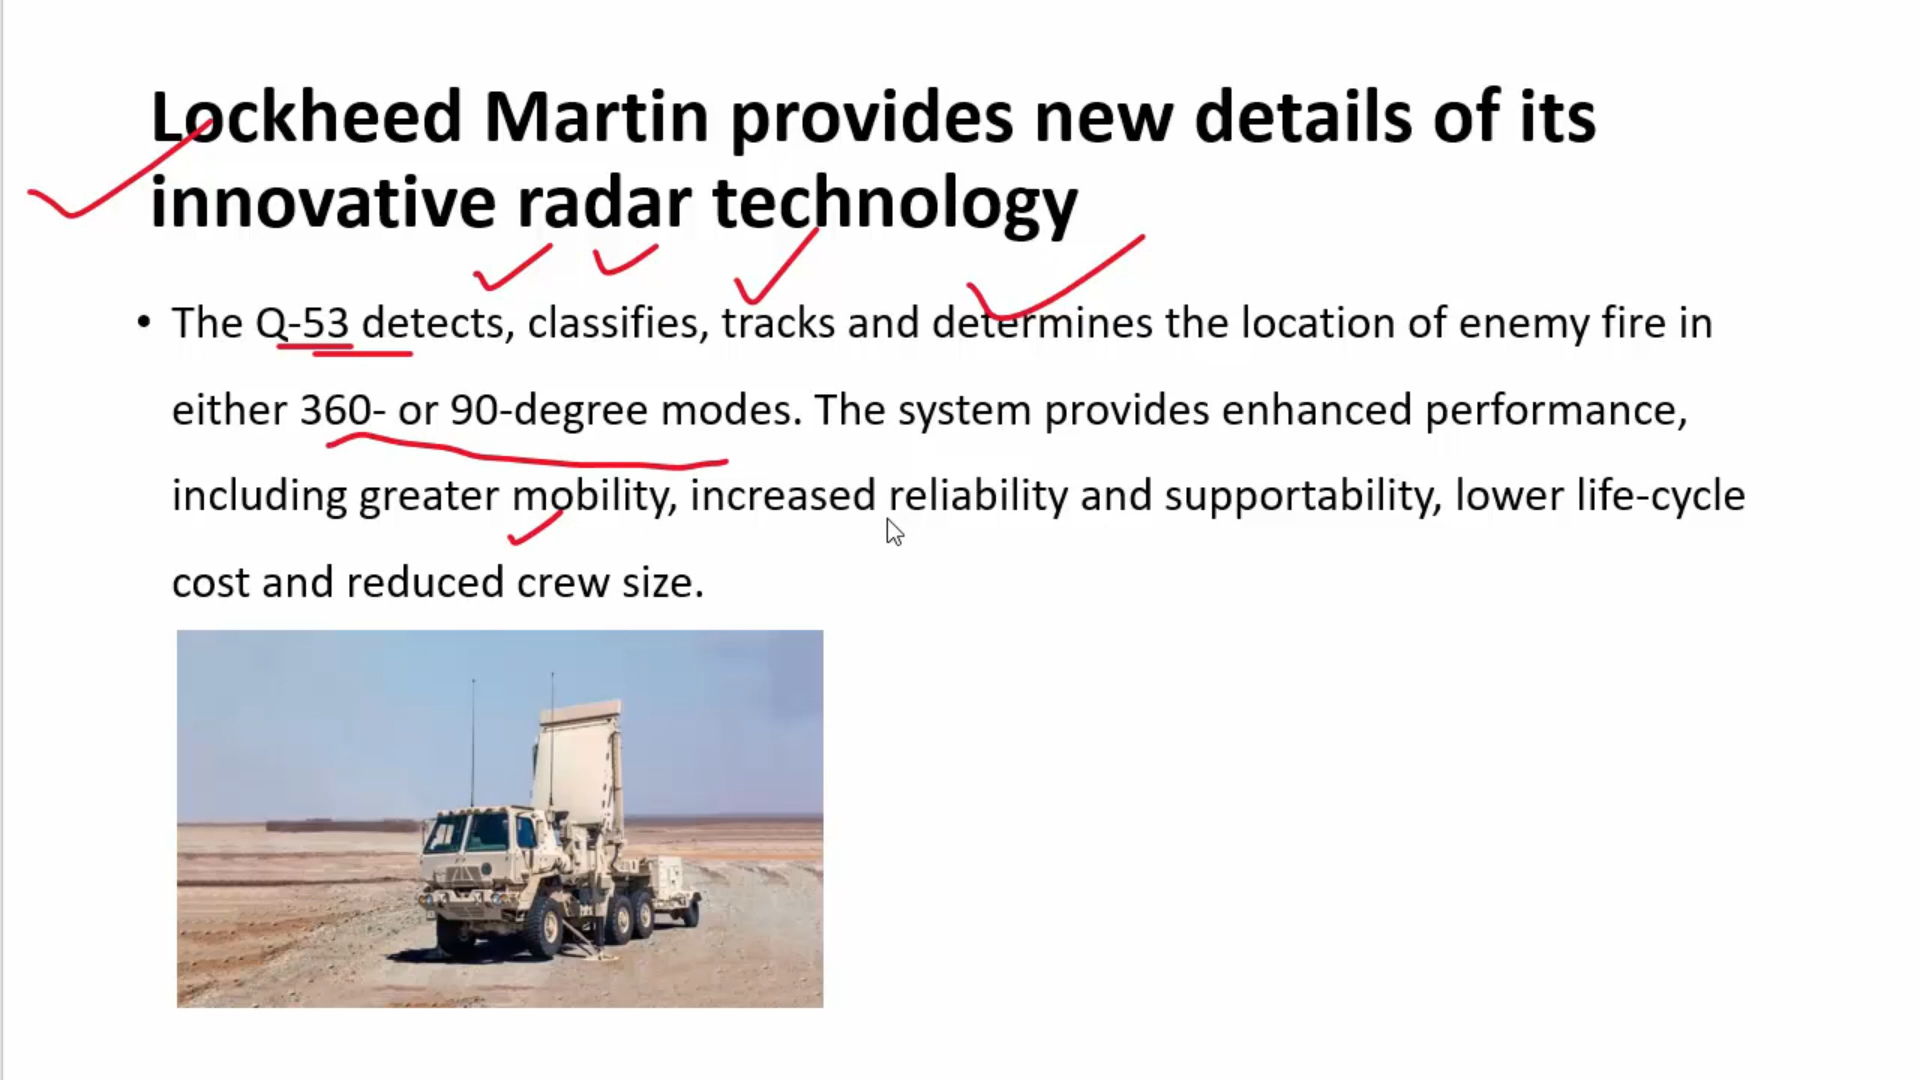 Lockheed Martin provides new details of its
innovative radar technology
• The Q-53 detects, classifies, tracks and determines the location of enemy fire in
either 360- or 90-degree modes. The system provides enhanced performance,
including greater mobility, increased reliability and supportability, lower life-cycle
cost and reduced crew size.